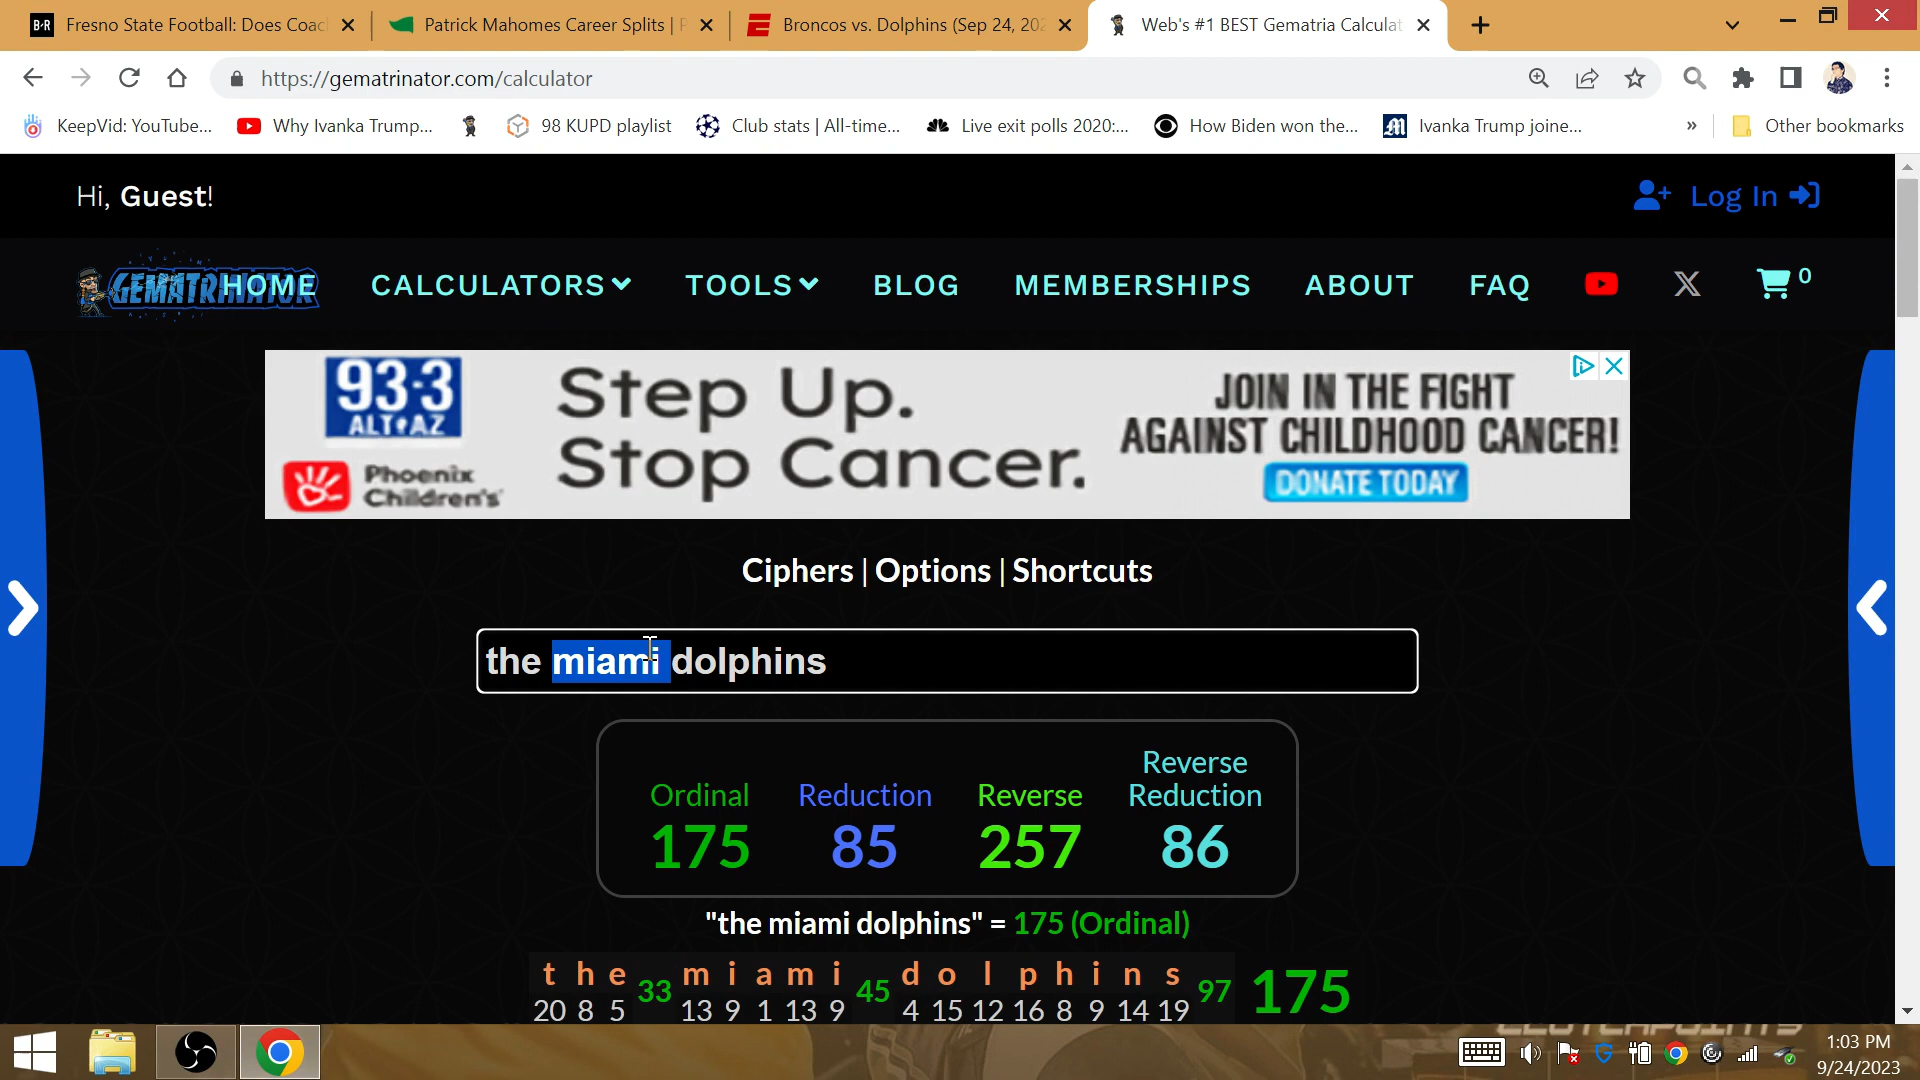 B·R Fresno State Football: Does Coac
Patrick Mahomes Career Splits | P
Broncos vs. Dolphins (Sep 24, 202
Web's #1 BEST Gematria Calculat
https://gematrinator.com/calculator
KeepVid: YouTube...
Why Ivanka Trump...
98 KUPD playlist
Club stats | All-time...
Live exit polls 2020:...
How Biden won the...
Ivanka Trump joine...
»
Other bookmarks
Hi, Guest!
Log In
GEMATRINATOR
HOME CALCULATORS TOOLS BLOG MEMBERSHIPS ABOUT FAQ X 0
93·3
ALT AZ
Phoenix
Children's
Step Up.
Stop Cancer.
JOIN IN THE FIGHT
AGAINST CHILDHOOD CANCER!
DONATE TODAY
Ciphers | Options | Shortcuts
the miami dolphins
Ordinal Reduction Reverse Reverse Reduction
175 85 257 86
"the miami dolphins" = 175 (Ordinal)
t h e 33 m i a m i 45 d o l p h i n s 97 175
20 8 5 13 9 1 13 9 4 15 12 16 8 9 14 19
CLUTCHPOINTS
1:03 PM
9/24/2023